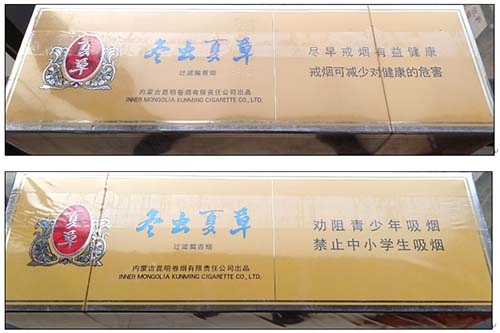 夏草
冬虫夏草
过滤嘴香烟
内蒙古昆明卷烟有限责任公司出品
INNER MONGOLIA KUNMING CIGARETTE CO., LTD.
尽早戒烟有益健康
戒烟可减少对健康的危害
夏草
冬虫夏草
过滤嘴香烟
内蒙古昆明卷烟有限责任公司出品
INNER MONGOLIA KUNMING CIGARETTE CO., LTD.
劝阻青少年吸烟
禁止中小学生吸烟